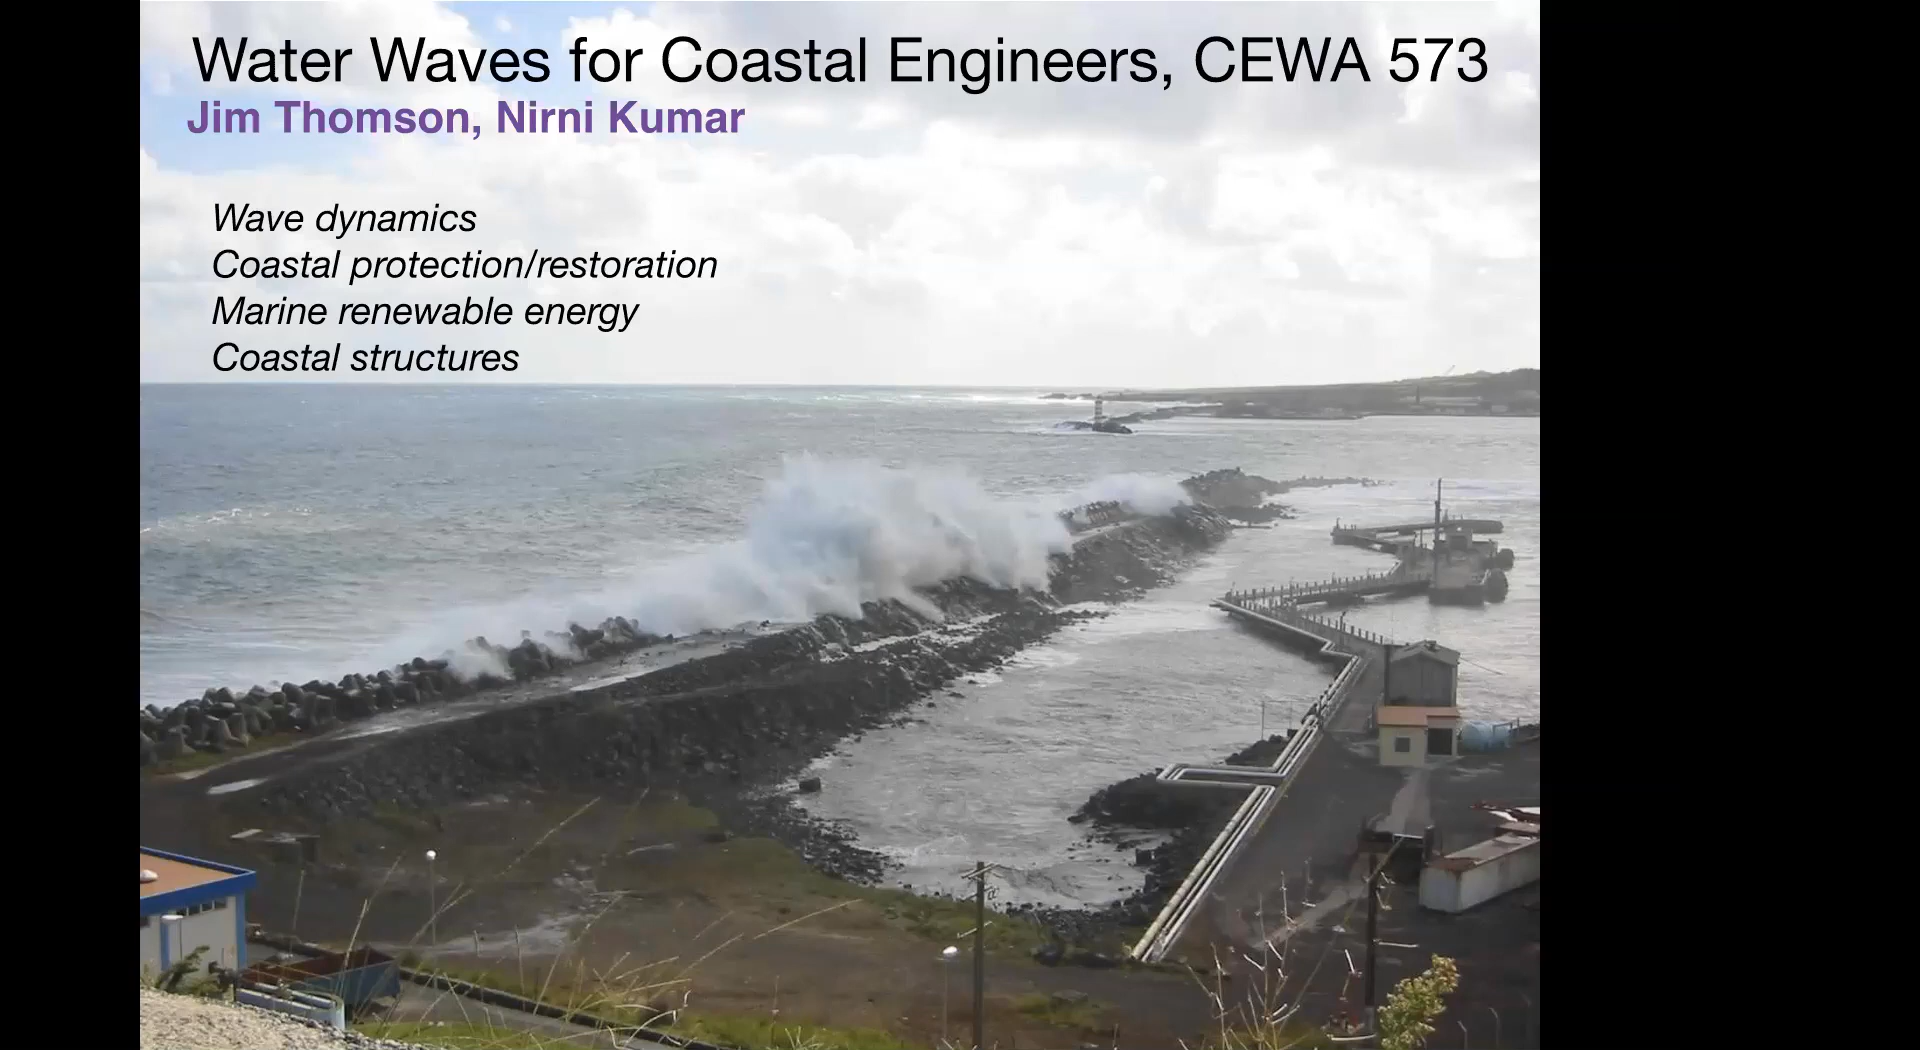 Water Waves for Coastal Engineers, CEWA 573
Jim Thomson, Nirni Kumar
Wave dynamics
Coastal protection/restoration
Marine renewable energy
Coastal structures